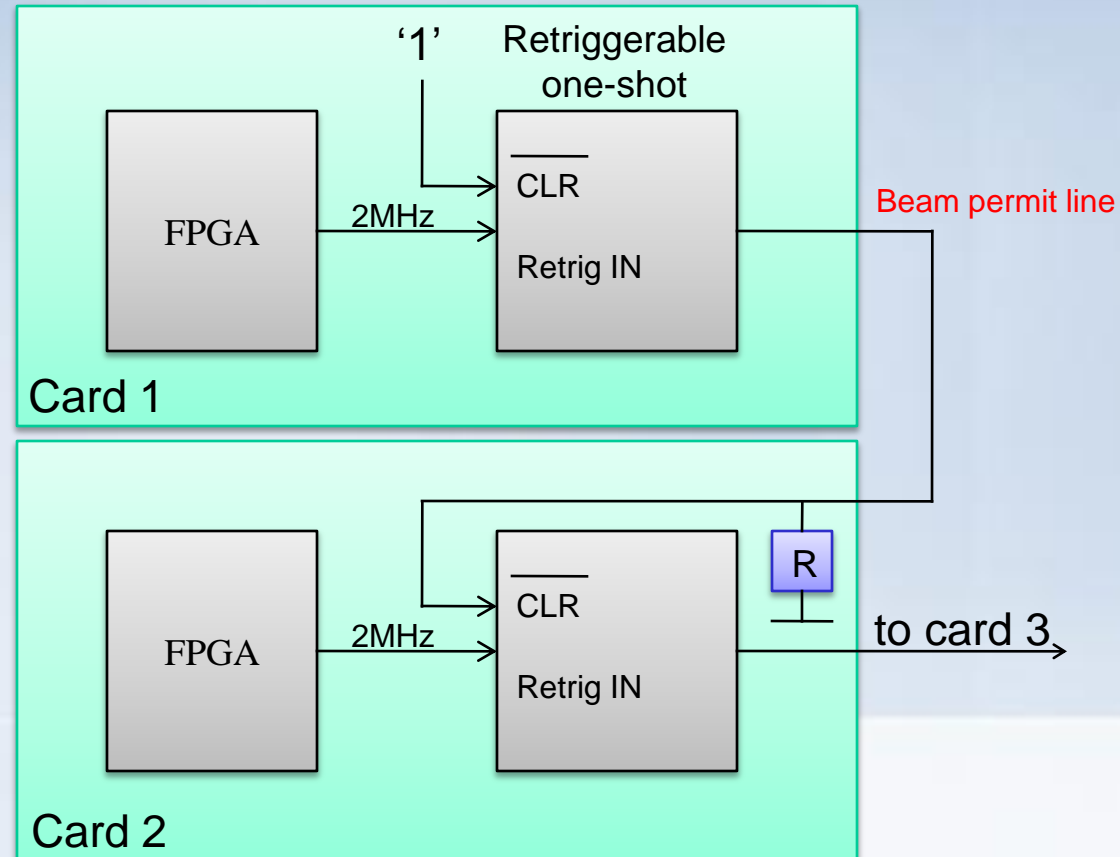 ‘1’
Retriggerable
one-shot
FPGA
2MHz
CLR
Retrig IN
Beam permit line
Card 1
FPGA
2MHz
CLR
Retrig IN
R
to card 3
Card 2